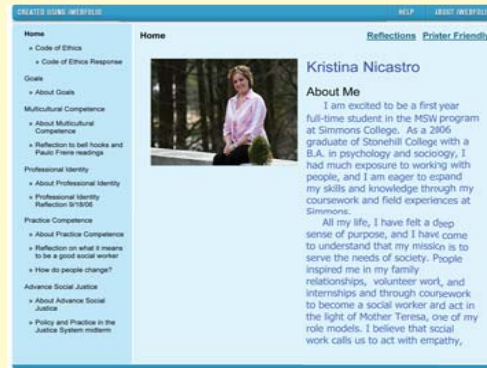 CREATED USING iWEBFOLIO
HELP ABOUT iWEBFOLIO
Home
» Code of Ethics
» Code of Ethics Response
Goals
» About Goals
Multicultural Competence
» About Multicultural
Competence
» Reflection to bell hooks and
Paulo Freire readings
Professional Identity
» About Professional Identity
» Professional Identity
Reflection 9/18/06
Practice Competence
» About Practice Competence
» Reflection on what it means
to be a good social worker
» How do people change?
Advance Social Justice
» About Advance Social
Justice
» Policy and Practice in the
Justice System midterm
Home
Reflections Printer Friendly
Kristina Nicastro
About Me
I am excited to be a first year
full-time student in the MSW program
at Simmons College. As a 2006
graduate of Stonehill College with a
B.A. in psychology and sociology, I
had much exposure to working with
people, and I am eager to expand
my skills and knowledge through my
coursework and field experiences at
Simmons.
All my life, I have felt a deep
sense of purpose, and I have come
to understand that my mission is to
serve the needs of society. People
inspired me in my family
relationships, volunteer work, and
internships and through coursework
to become a social worker and act in
the light of Mother Teresa, one of my
role models. I believe that social
work calls us to act with empathy,